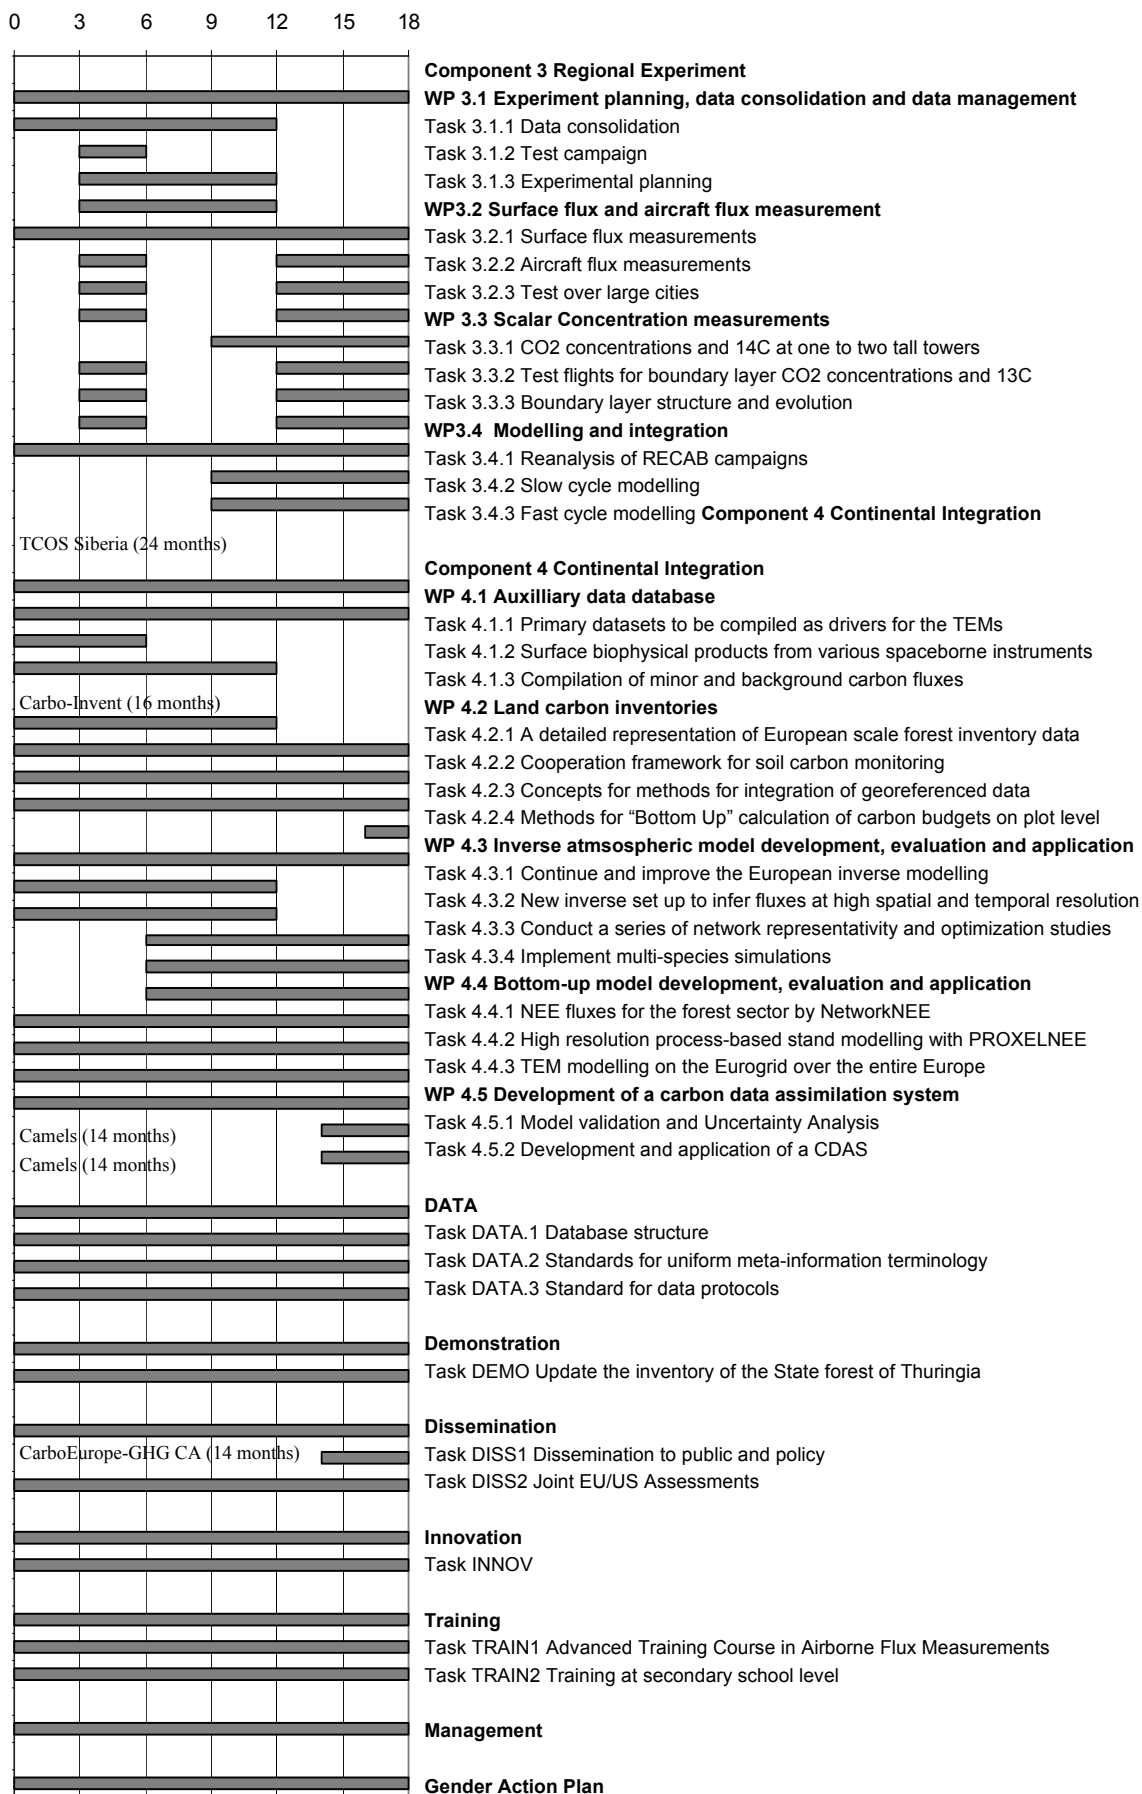 0 3 6 9 12 15 18
Component 3 Regional Experiment
WP 3.1 Experiment planning, data consolidation and data management
Task 3.1.1 Data consolidation
Task 3.1.2 Test campaign
Task 3.1.3 Experimental planning
WP3.2 Surface flux and aircraft flux measurement
Task 3.2.1 Surface flux measurements
Task 3.2.2 Aircraft flux measurements
Task 3.2.3 Test over large cities
WP 3.3 Scalar Concentration measurements
Task 3.3.1 CO2 concentrations and 14C at one to two tall towers
Task 3.3.2 Test flights for boundary layer CO2 concentrations and 13C
Task 3.3.3 Boundary layer structure and evolution
WP3.4 Modelling and integration
Task 3.4.1 Reanalysis of RECAB campaigns
Task 3.4.2 Slow cycle modelling
Task 3.4.3 Fast cycle modelling Component 4 Continental Integration
TCOS Siberia (24 months)
Component 4 Continental Integration
WP 4.1 Auxilliary data database
Task 4.1.1 Primary datasets to be compiled as drivers for the TEMs
Task 4.1.2 Surface biophysical products from various spaceborne instruments
Task 4.1.3 Compilation of minor and background carbon fluxes
Carbo-Invent (16 months)
WP 4.2 Land carbon inventories
Task 4.2.1 A detailed representation of European scale forest inventory data
Task 4.2.2 Cooperation framework for soil carbon monitoring
Task 4.2.3 Concepts for methods for integration of georeferenced data
Task 4.2.4 Methods for “Bottom Up” calculation of carbon budgets on plot level
WP 4.3 Inverse atmsospheric model development, evaluation and application
Task 4.3.1 Continue and improve the European inverse modelling
Task 4.3.2 New inverse set up to infer fluxes at high spatial and temporal resolution
Task 4.3.3 Conduct a series of network representativity and optimization studies
Task 4.3.4 Implement multi-species simulations
WP 4.4 Bottom-up model development, evaluation and application
Task 4.4.1 NEE fluxes for the forest sector by NetworkNEE
Task 4.4.2 High resolution process-based stand modelling with PROXELNEE
Task 4.4.3 TEM modelling on the Eurogrid over the entire Europe
WP 4.5 Development of a carbon data assimilation system
Camels (14 months)
Task 4.5.1 Model validation and Uncertainty Analysis
Camels (14 months)
Task 4.5.2 Development and application of a CDAS
DATA
Task DATA.1 Database structure
Task DATA.2 Standards for uniform meta-information terminology
Task DATA.3 Standard for data protocols
Demonstration
Task DEMO Update the inventory of the State forest of Thuringia
Dissemination
CarboEurope-GHG CA (14 months)
Task DISS1 Dissemination to public and policy
Task DISS2 Joint EU/US Assessments
Innovation
Task INNOV
Training
Task TRAIN1 Advanced Training Course in Airborne Flux Measurements
Task TRAIN2 Training at secondary school level
Management
Gender Action Plan